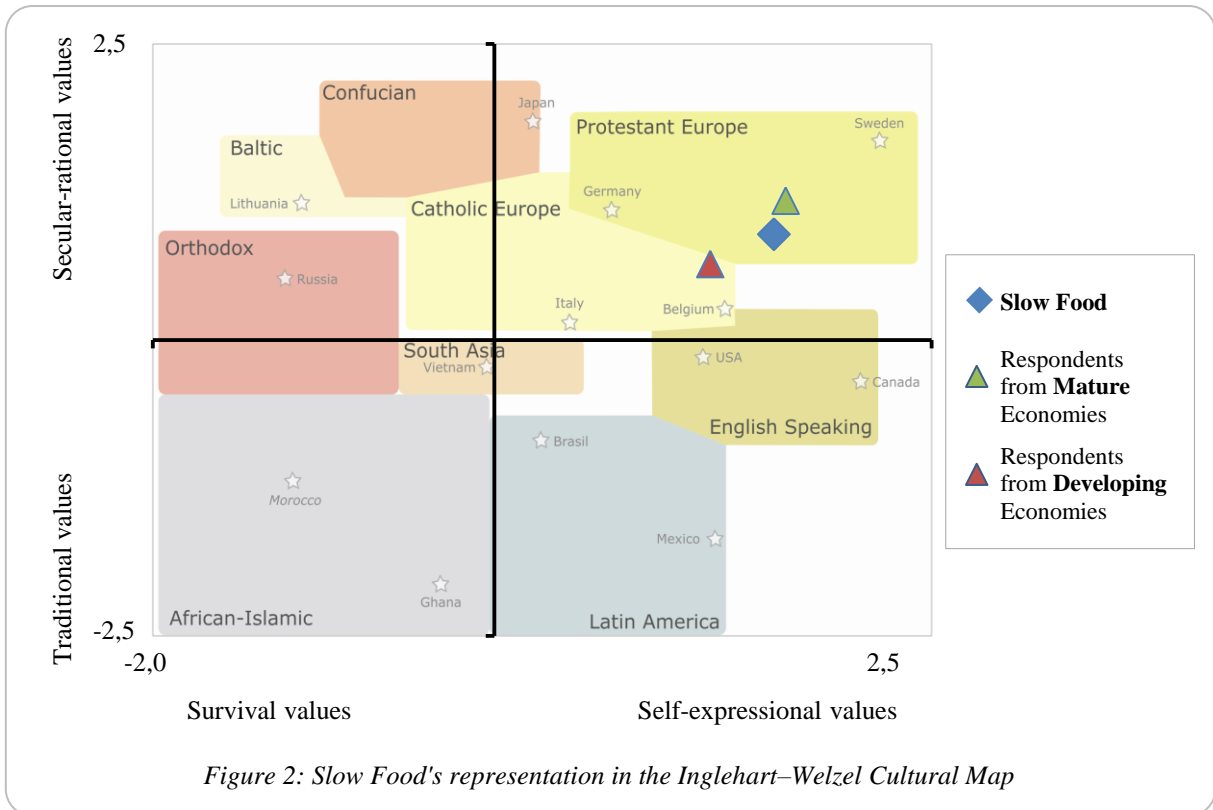 Secular-rational values
Traditional values
2,5
-2,5
-2,0
2,5
Survival values
Self-expressional values
Confucian
Japan
Protestant Europe
Sweden
Baltic
Lithuania
Germany
Catholic Europe
Orthodox
Russia
Italy
Belgium
South Asia
Vietnam
USA
Canada
English Speaking
Brasil
Morocco
Mexico
Ghana
African-Islamic
Latin America
Slow Food
Respondents
from Mature
Economies
Respondents
from Developing
Economies
Figure 2: Slow Food's representation in the Inglehart–Welzel Cultural Map